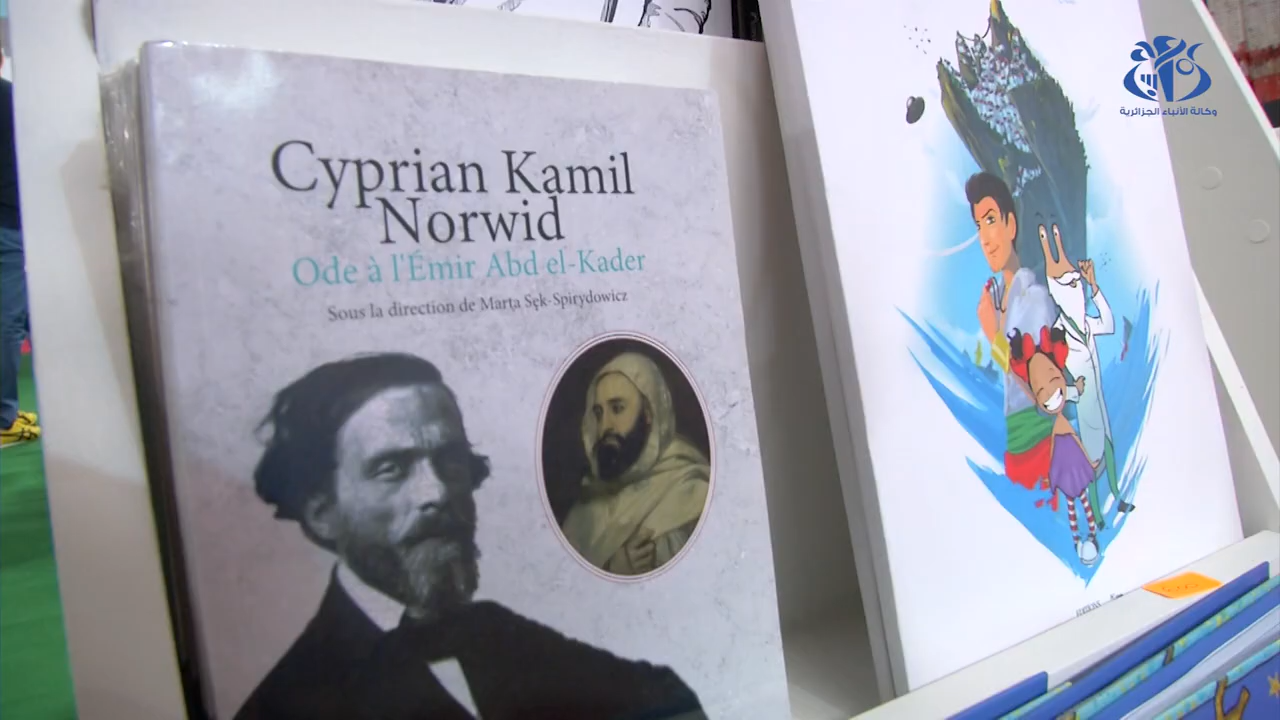 Cyprian Kamil
Norwid
Ode à l'Émir Abd el-Kader
Sous la direction de Marta Sęk-Spirydowicz
وكالة الأنباء الجزائرية